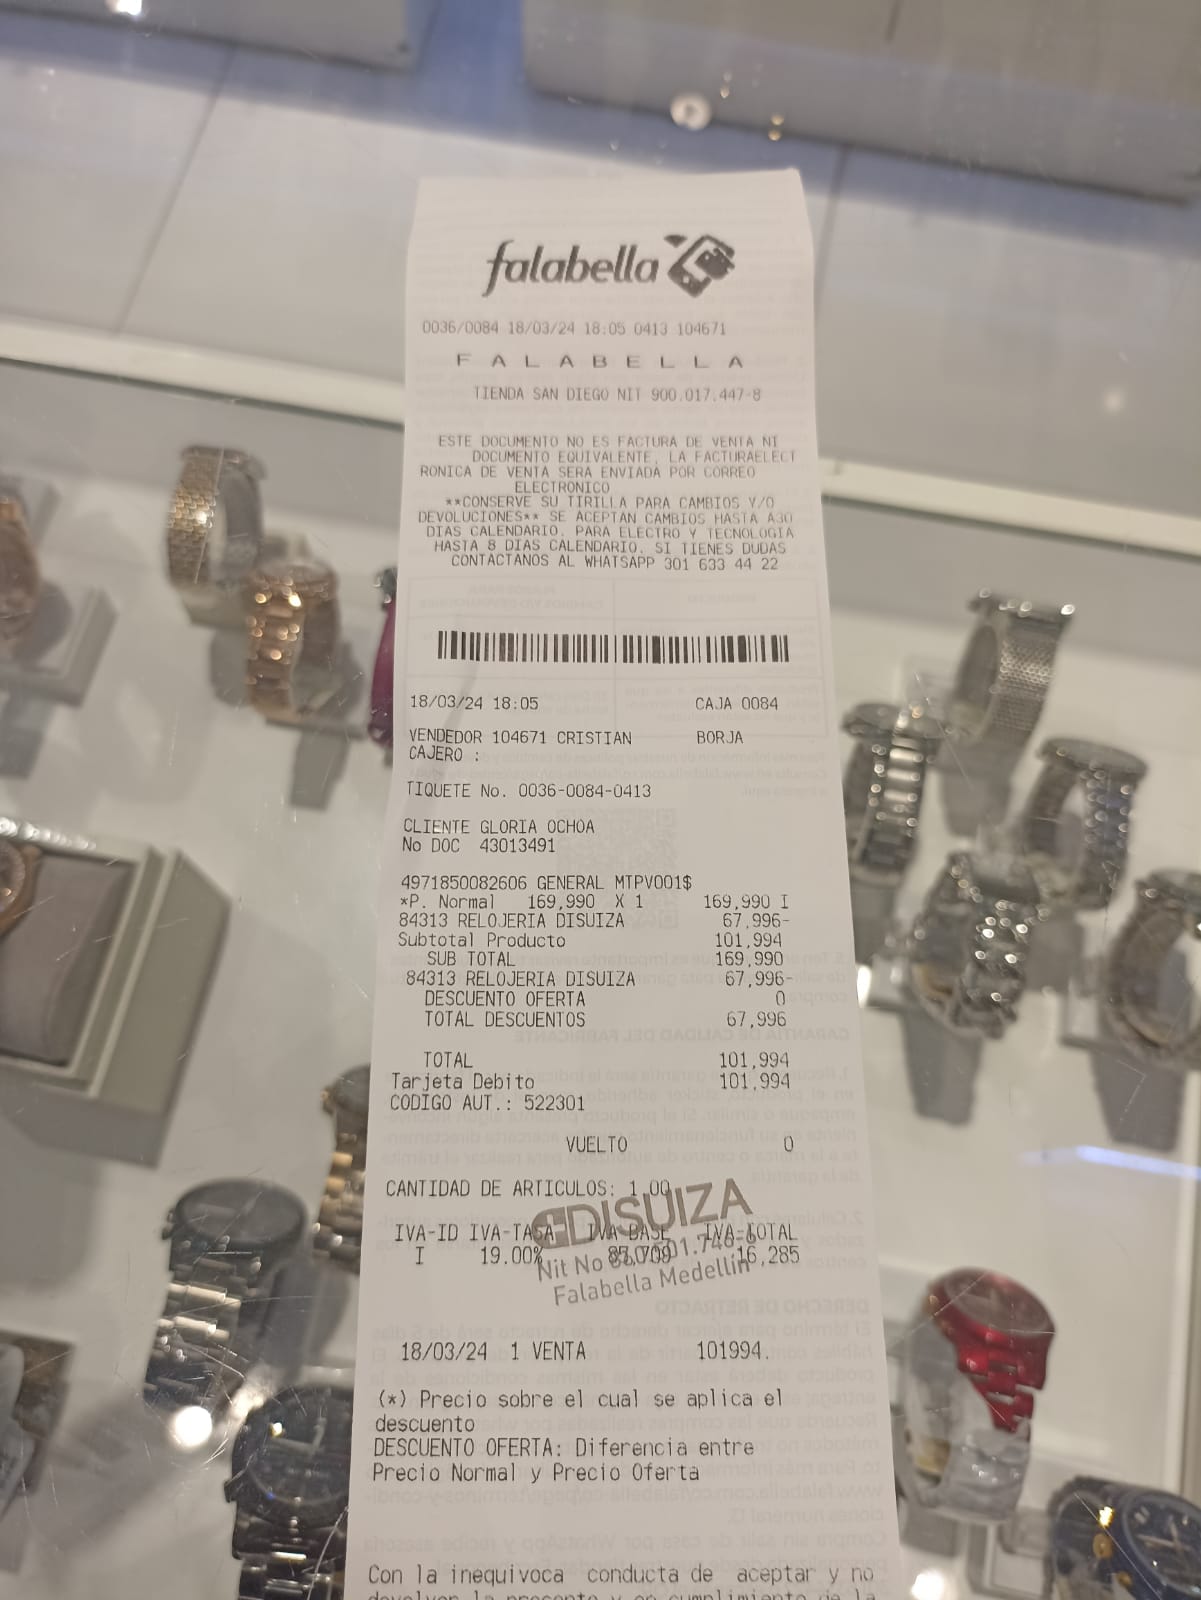 falabella
0036/0084 18/03/24 18:05 0413 104671
F A L A B E L L A
TIENDA SAN DIEGO NIT 900.017.447-8
ESTE DOCUMENTO NO ES FACTURA DE VENTA NI
DOCUMENTO EQUIVALENTE, LA FACTURAELECT
RONICA DE VENTA SERA ENVIADA POR CORREO
ELECTRONICO
**CONSERVE SU TIRILLA PARA CAMBIOS Y/O
DEVOLUCIONES** SE ACEPTAN CAMBIOS HASTA A30
DIAS CALENDARIO. PARA ELECTRO Y TECNOLOGIA
HASTA 8 DIAS CALENDARIO. SI TIENES DUDAS
CONTACTANOS AL WHATSAPP 301 633 44 22
18/03/24 18:05 CAJA 0084
VENDEDOR 104671 CRISTIAN BORJA
CAJERO :
TIQUETE No. 0036-0084-0413
CLIENTE GLORIA OCHOA
No DOC 43013491
4971850082606 GENERAL MTPV001$
*P. Normal 169,990 X 1 169,990 I
84313 RELOJERIA DISUIZA 67,996-
Subtotal Producto 101,994
SUB TOTAL 169,990
84313 RELOJERIA DISUIZA 67,996-
DESCUENTO OFERTA 0
TOTAL DESCUENTOS 67,996
TOTAL 101,994
Tarjeta Debito 101,994
CODIGO AUT.: 522301
VUELTO 0
CANTIDAD DE ARTICULOS: 1.00
DISUIZA
IVA-ID IVA-TASA IVA-BASE IVA-TOTAL
I 19.00% 85,709 16,285
Nit No
Falabella Medellín
18/03/24 1 VENTA 101994.
(*) Precio sobre el cual se aplica el
descuento
DESCUENTO OFERTA: Diferencia entre
Precio Normal y Precio Oferta
Con la inequivoca conducta de aceptar y no